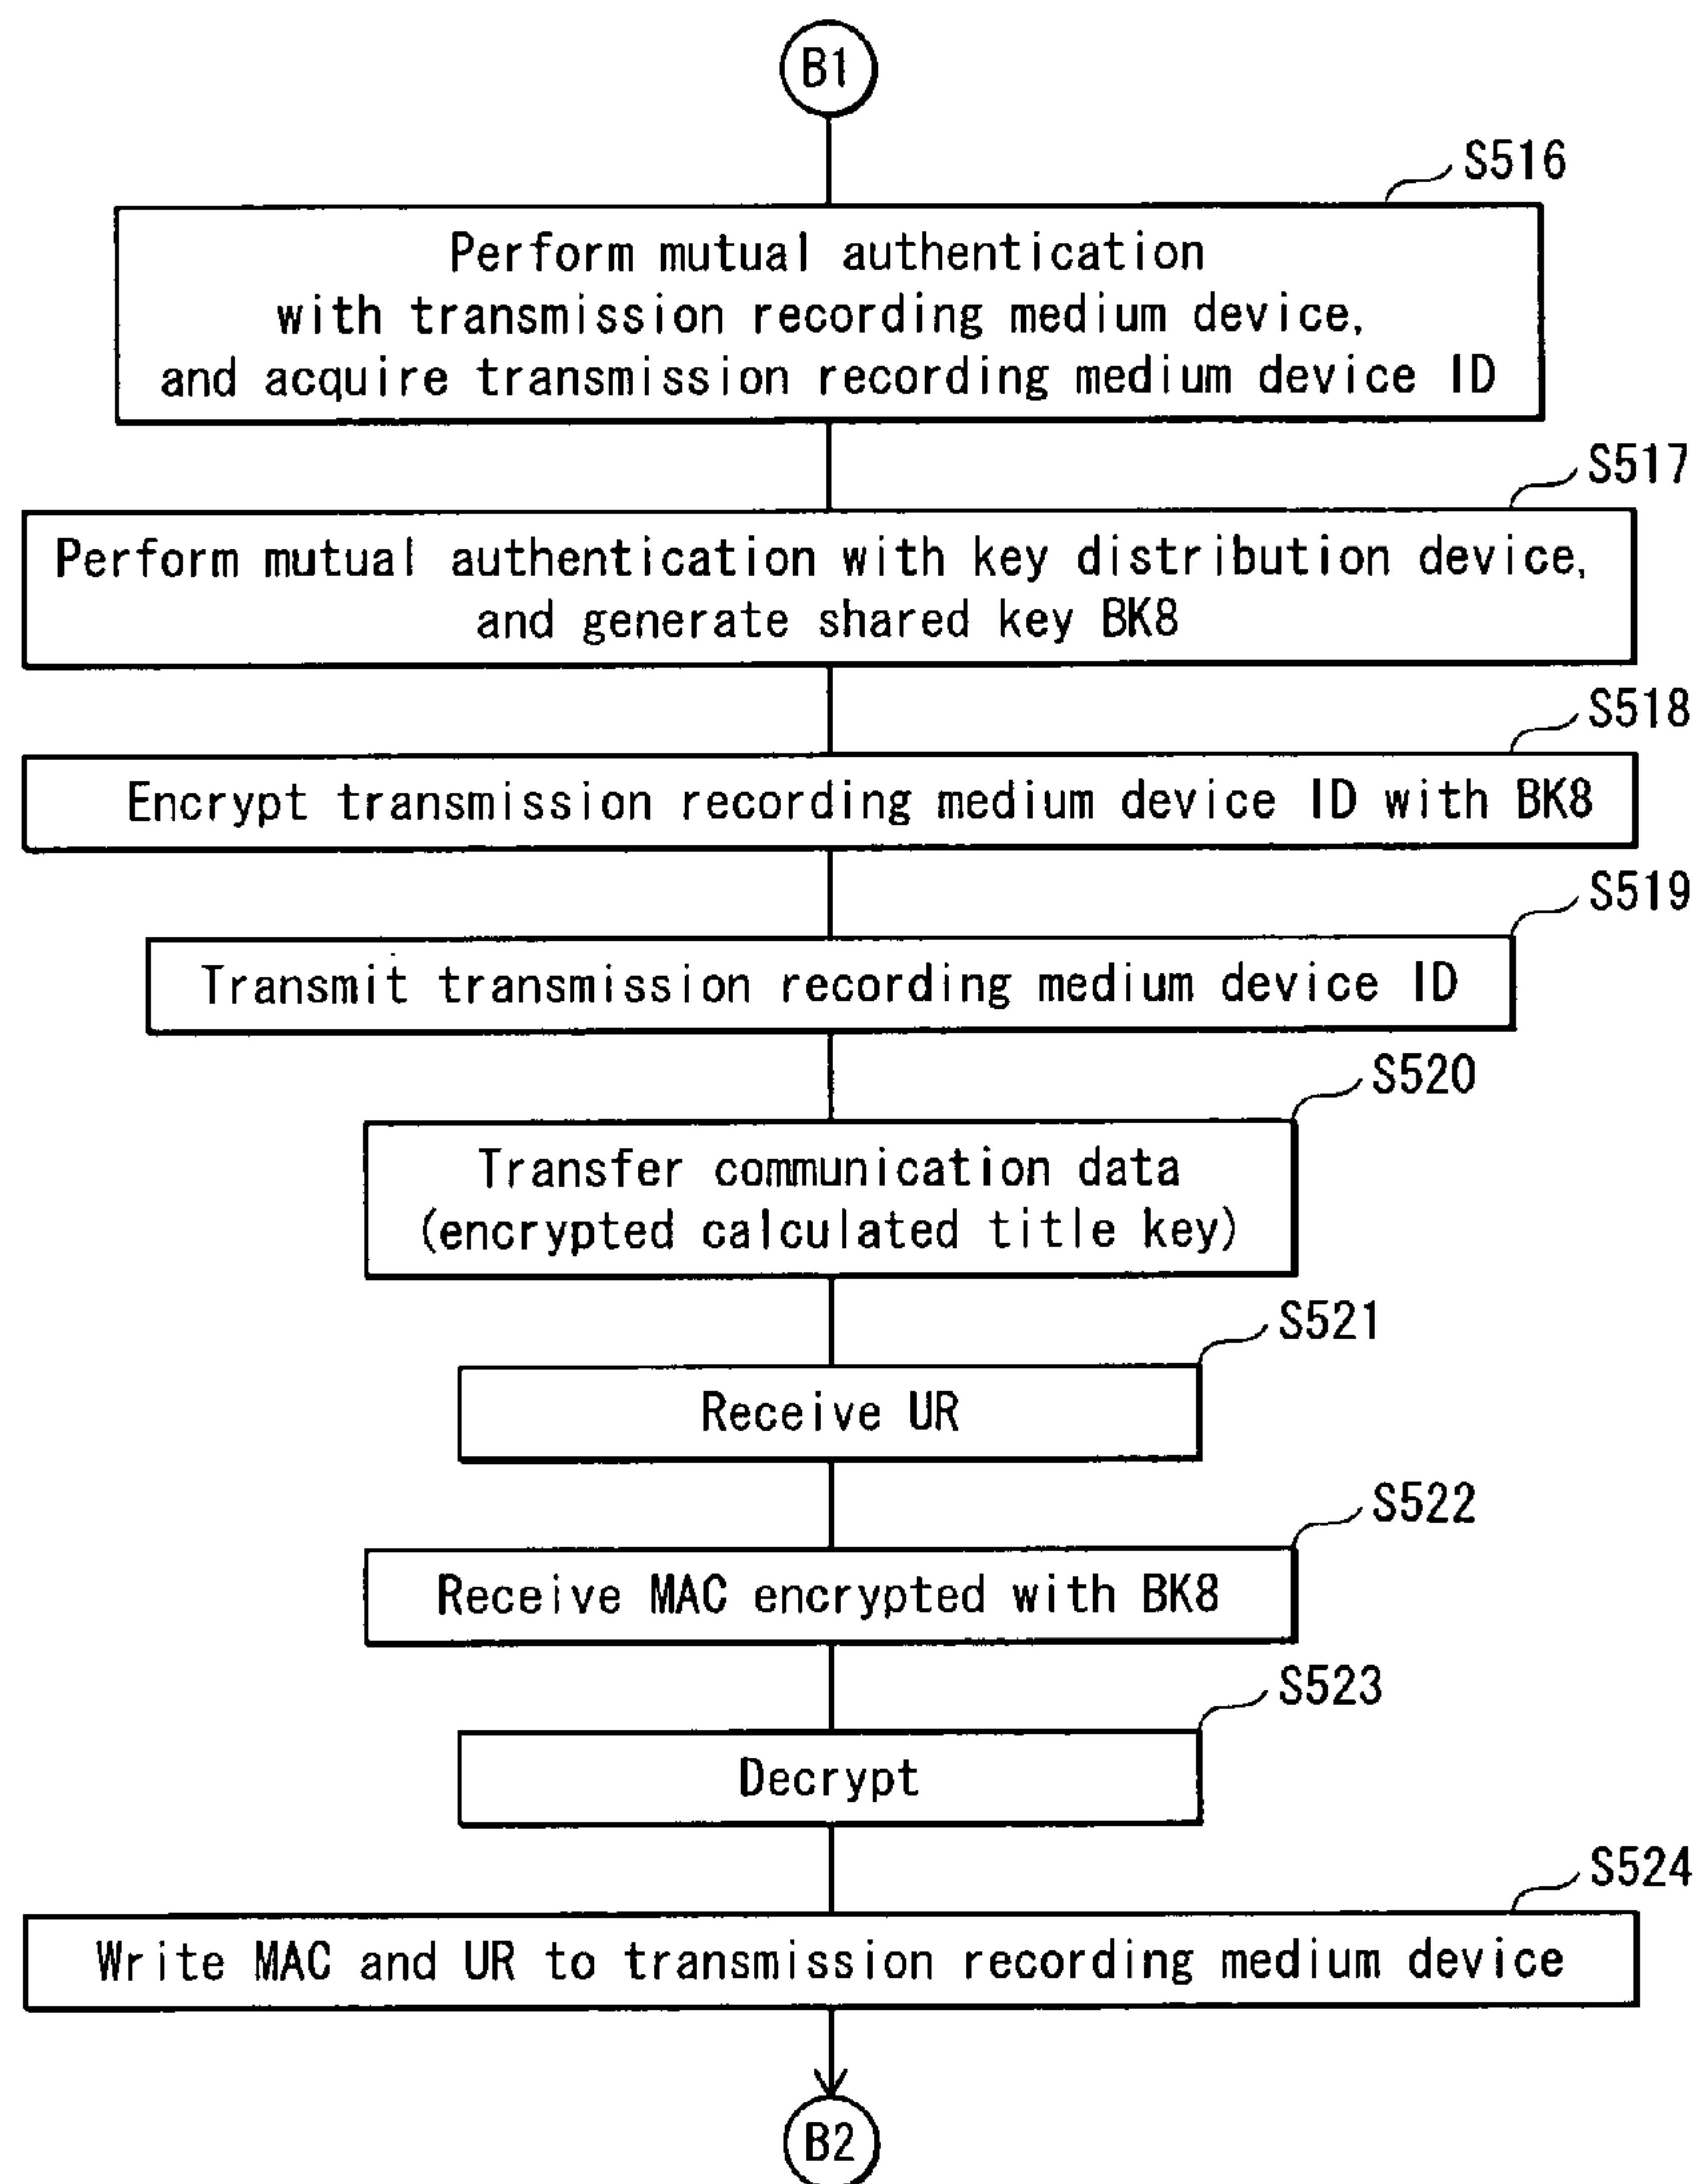 B1
S516
Perform mutual authentication
with transmission recording medium device,
and acquire transmission recording medium device ID
S517
Perform mutual authentication with key distribution device,
and generate shared key BK8
S518
Encrypt transmission recording medium device ID with BK8
S519
Transmit transmission recording medium device ID
S520
Transfer communication data
(encrypted calculated title key)
S521
Receive UR
S522
Receive MAC encrypted with BK8
S523
Decrypt
S524
Write MAC and UR to transmission recording medium device
B2